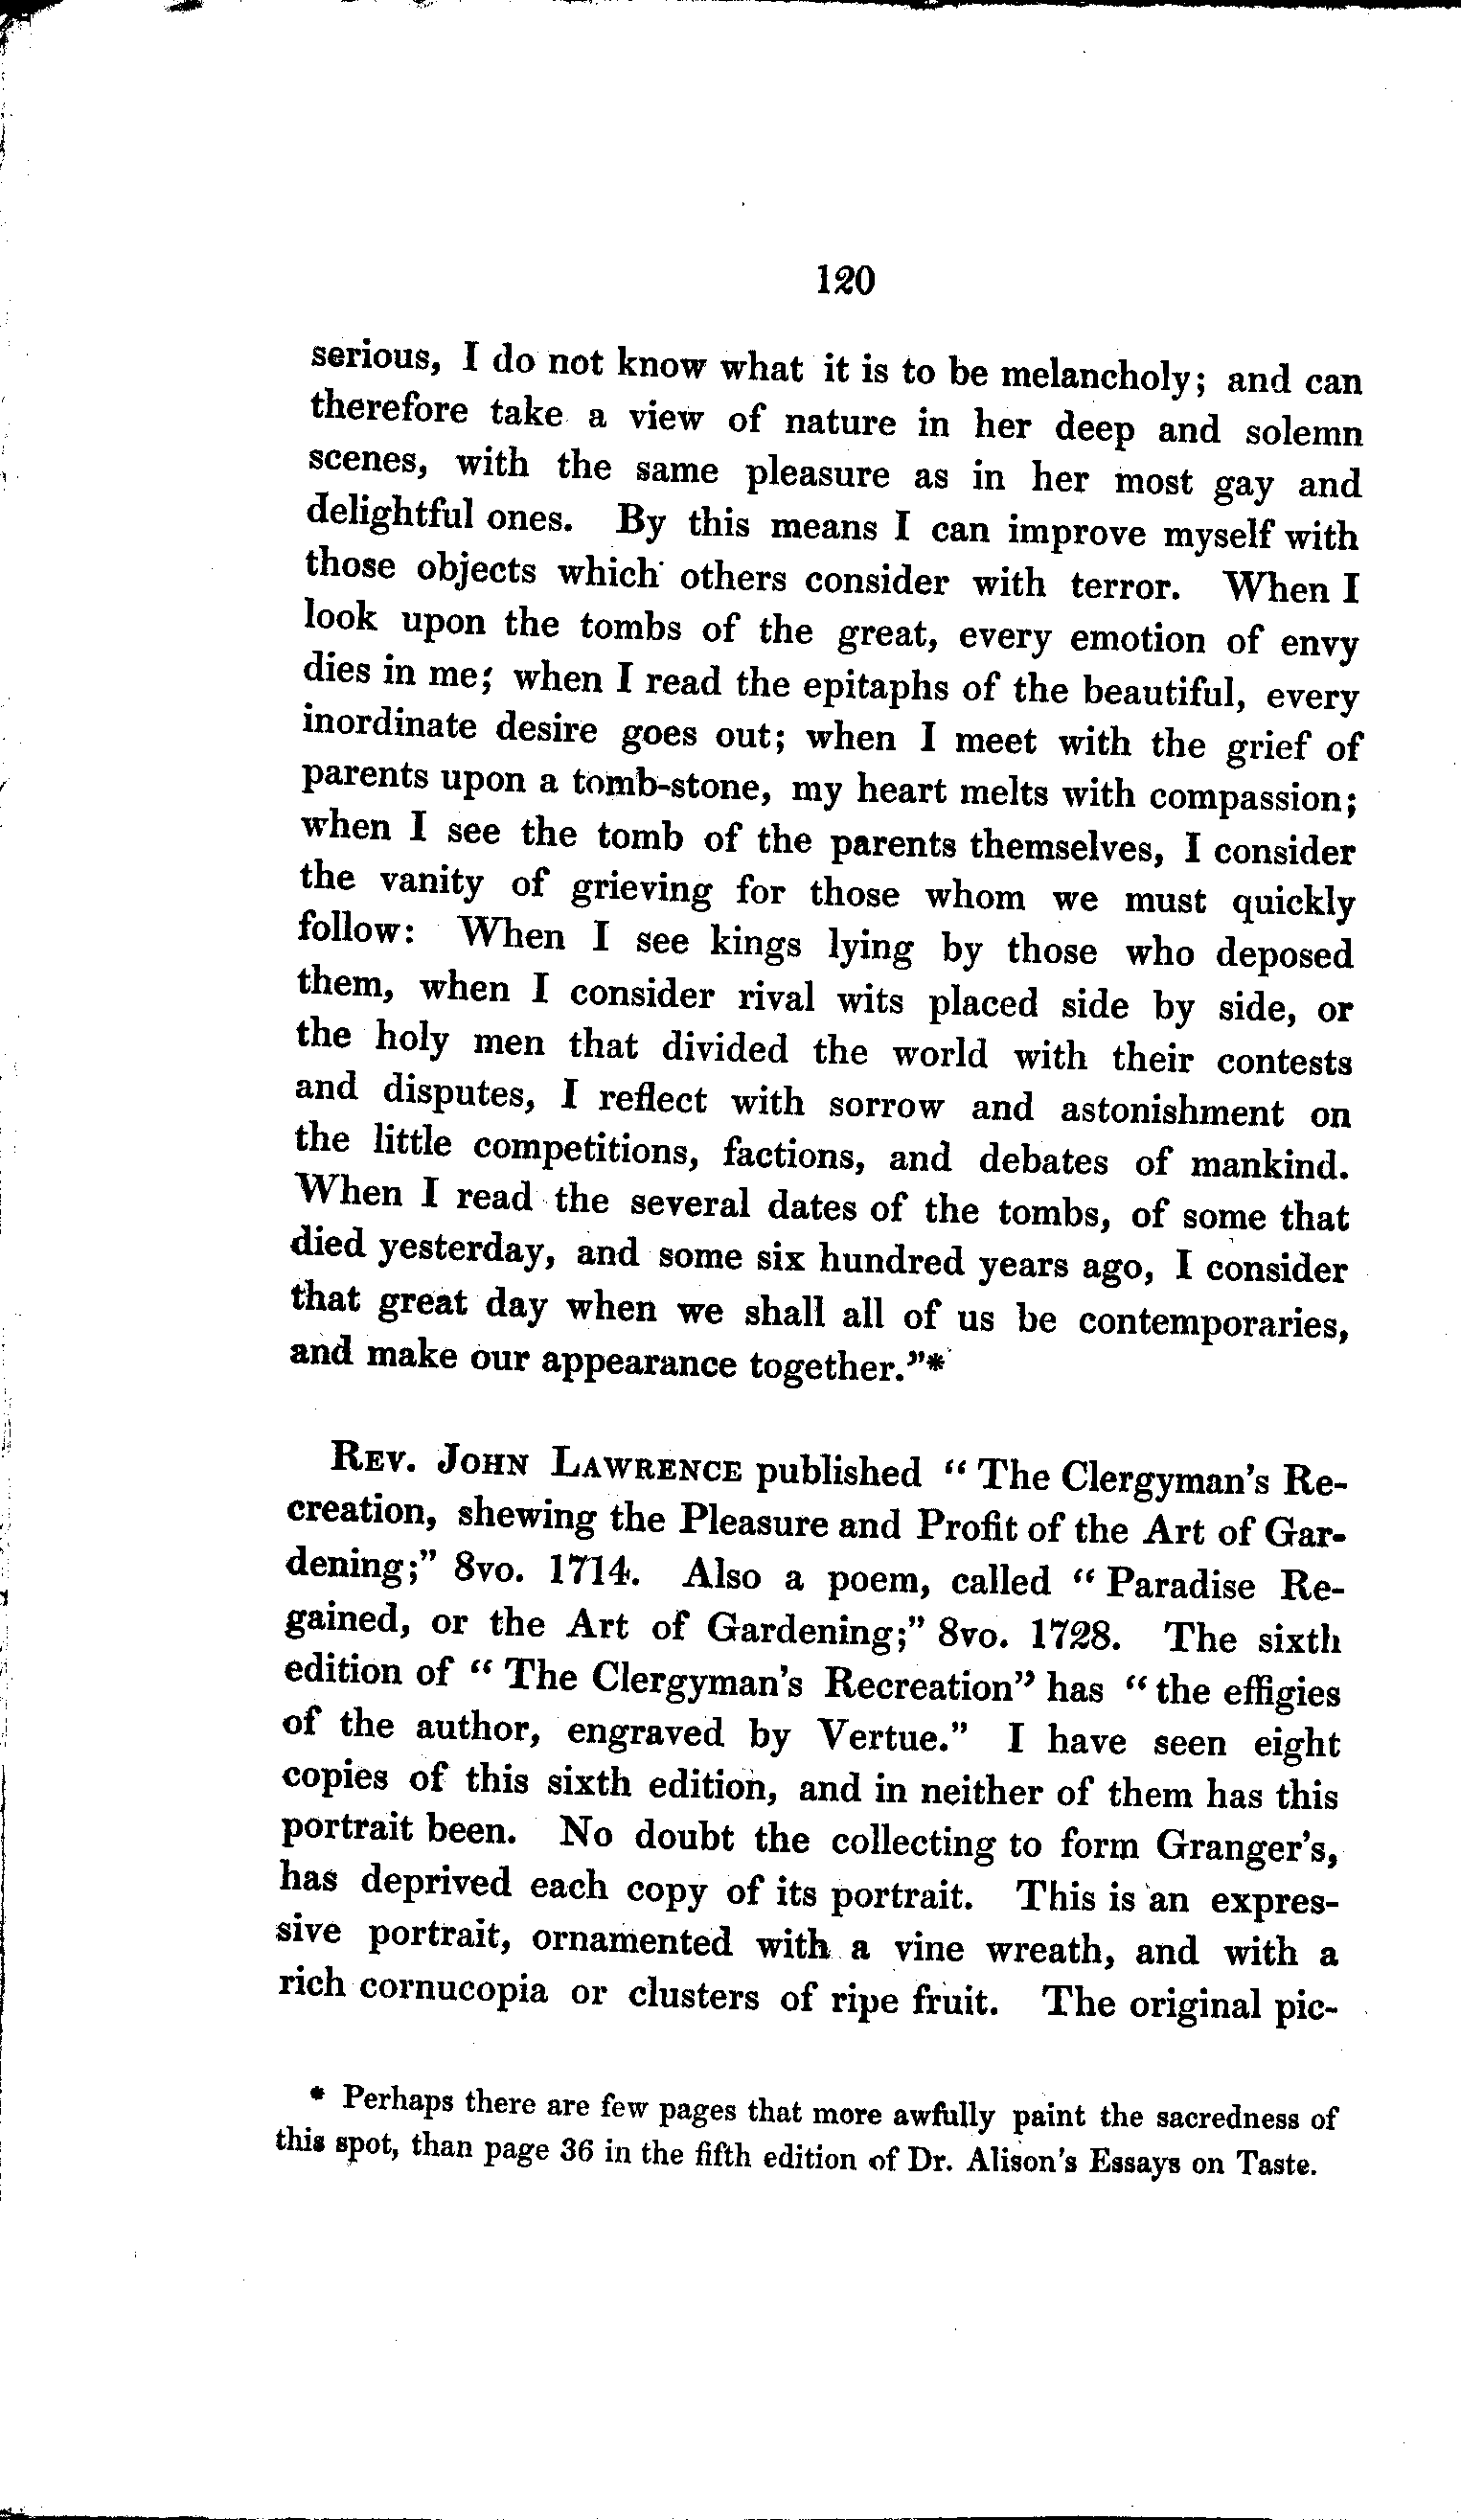 120
serious, I do not know what it is to be melancholy; and can
therefore take a view of nature in her deep and solemn
scenes, with the same pleasure as in her most gay and
delightful ones. By this means I can improve myself with
those objects which others consider with terror. When I
look upon the tombs of the great, every emotion of envy
dies in me; when I read the epitaphs of the beautiful, every
inordinate desire goes out; when I meet with the grief of
parents upon a tomb-stone, my heart melts with compassion;
when I see the tomb of the parents themselves, I consider
the vanity of grieving for those whom we must quickly
follow: When I see kings lying by those who deposed
them, when I consider rival wits placed side by side, or
the holy men that divided the world with their contests
and disputes, I reflect with sorrow and astonishment on
the little competitions, factions, and debates of mankind.
When I read the several dates of the tombs, of some that
died yesterday, and some six hundred years ago, I consider
that great day when we shall all of us be contemporaries,
and make our appearance together."*
REV. JOHN LAWRENCE published "The Clergyman's Re-
creation, shewing the Pleasure and Profit of the Art of Gar-
dening;" 8vo. 1714. Also a poem, called "Paradise Re-
gained, or the Art of Gardening;" 8vo. 1728. The sixth
edition of "The Clergyman's Recreation" has "the effigies
of the author, engraved by Vertue." I have seen eight
copies of this sixth edition, and in neither of them has this
portrait been. No doubt the collecting to form Granger's,
has deprived each copy of its portrait. This is an expres-
sive portrait, ornamented with a vine wreath, and with a
rich cornucopia or clusters of ripe fruit. The original pic-
* Perhaps there are few pages that more awfully paint the sacredness of
this spot, than page 36 in the fifth edition of Dr. Alison's Essays on Taste.